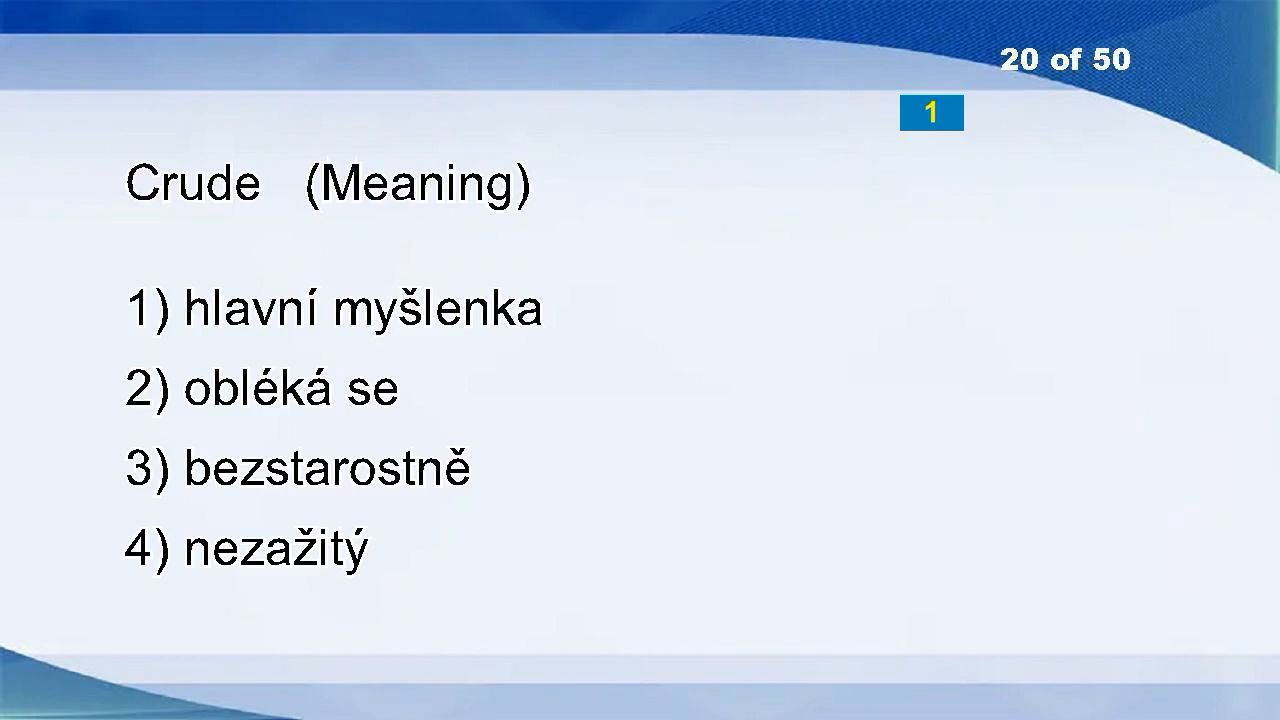 20 of 50
1
Crude (Meaning)
1) hlavní myšlenka
2) obléká se
3) bezstarostně
4) nezažitý